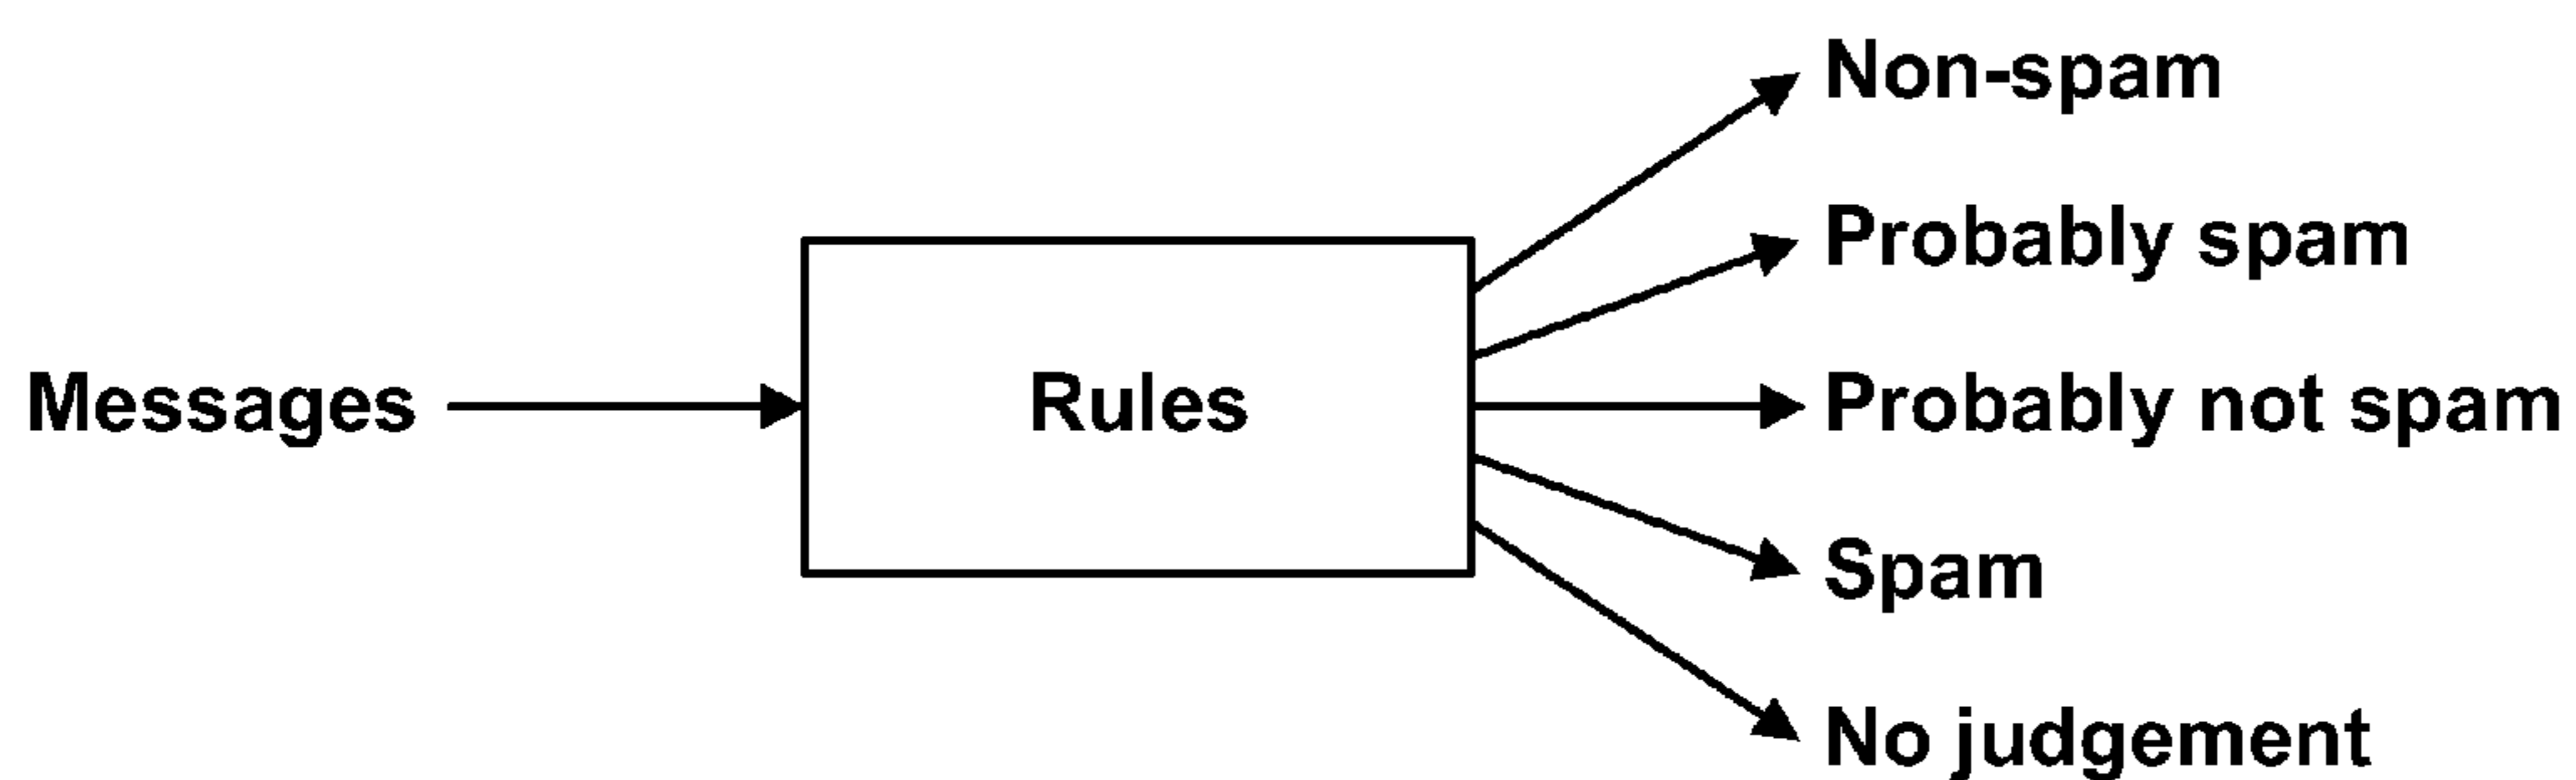 Non-spam
Probably spam
Messages
Rules
Probably not spam
Spam
No judgement